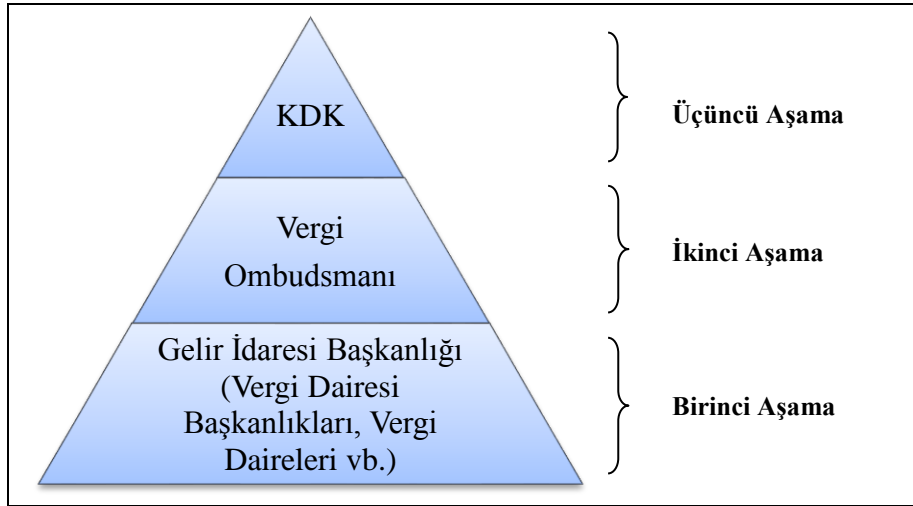 KDK
Üçüncü Aşama
Vergi
Ombudsmanı
İkinci Aşama
Gelir İdaresi Başkanlığı
(Vergi Dairesi
Başkanlıkları, Vergi
Daireleri vb.)
Birinci Aşama